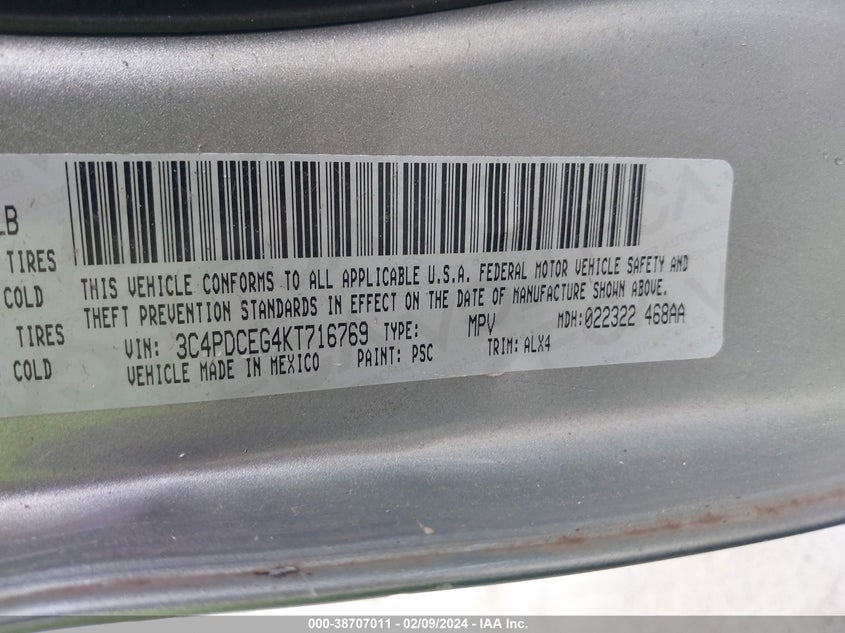 LB
TIRES
COLD
TIRES
COLD
THIS VEHICLE CONFORMS TO ALL APPLICABLE U.S.A. FEDERAL MOTOR VEHICLE SAFETY AND
THEFT PREVENTION STANDARDS IN EFFECT ON THE DATE OF MANUFACTURE SHOWN ABOVE.
VIN: 3C4PDCEG4KT716769 TYPE: MPV MDH:022322 468AA
VEHICLE MADE IN MEXICO PAINT: PSC TRIM: ALX4
000-38707011 - 02/09/2024 - IAA Inc.